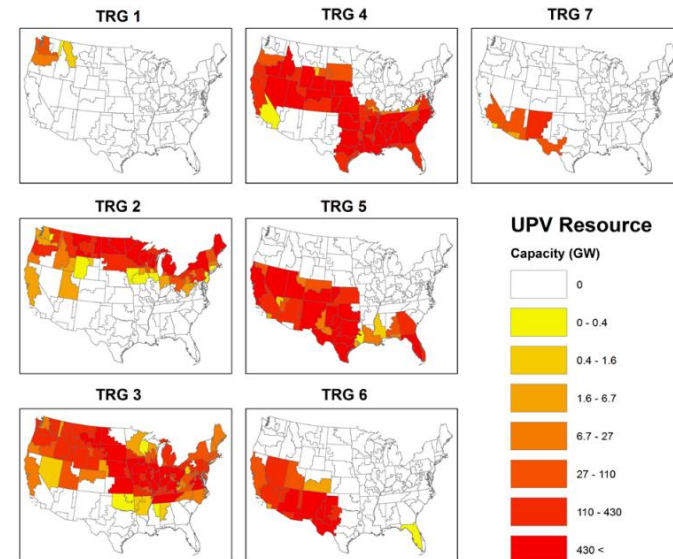 TRG 1
TRG 4
TRG 7
TRG 2
TRG 5
UPV Resource
Capacity (GW)
0
0 - 0.4
0.4 - 1.6
1.6 - 6.7
6.7 - 27
27 - 110
110 - 430
430 <
TRG 3
TRG 6